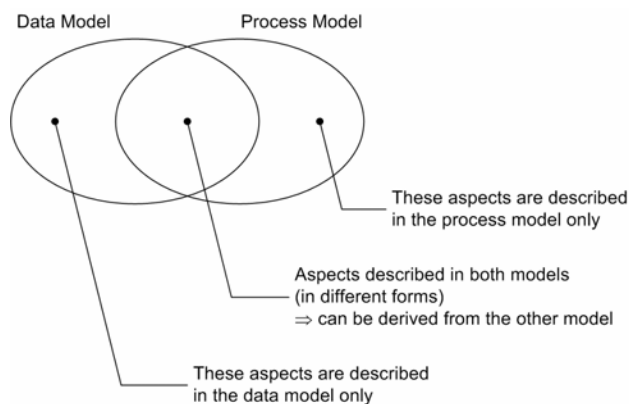 Data Model
Process Model
These aspects are described
in the process model only
Aspects described in both models
(in different forms)
⇒ can be derived from the other model
These aspects are described
in the data model only